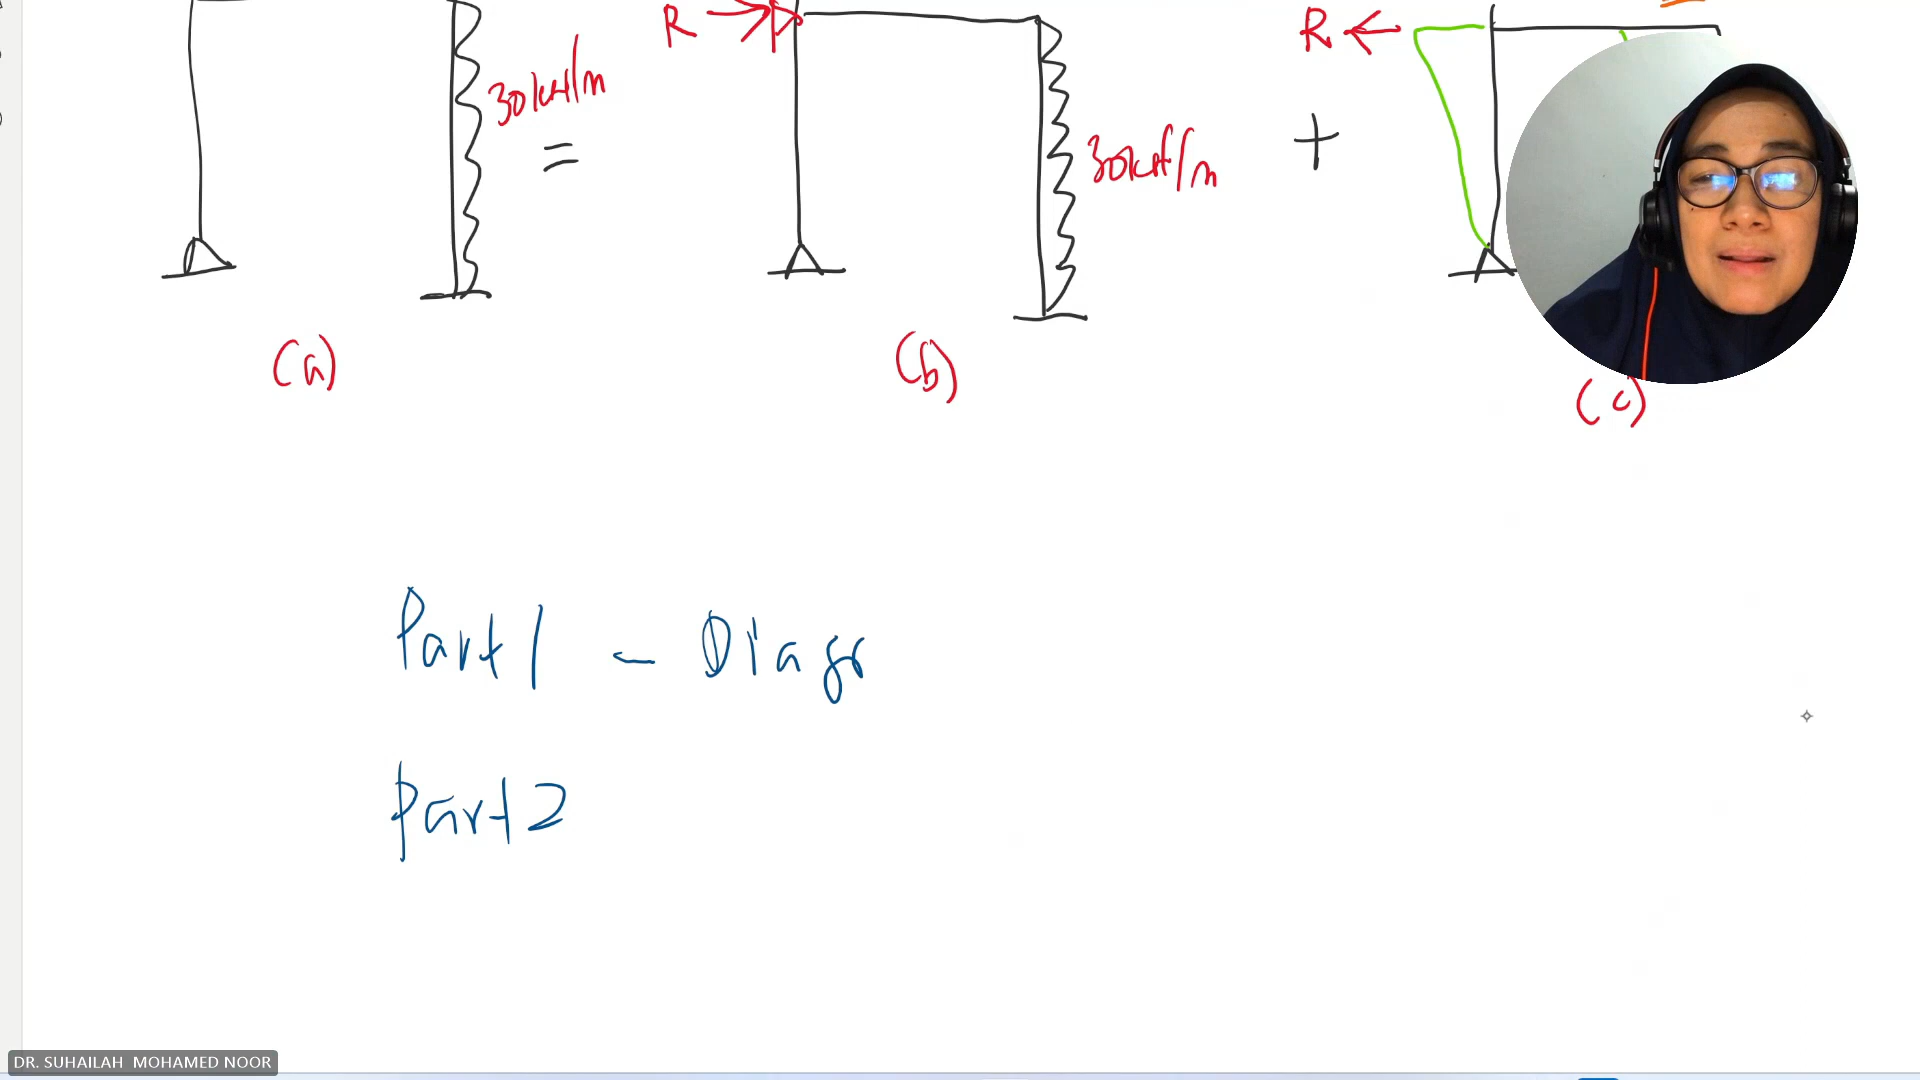 R
R
30kN/m
=
30kN/m
+
(a)
(b)
(c)
Part 1 - Diagr
Part 2
DR. SUHAILAH MOHAMED NOOR